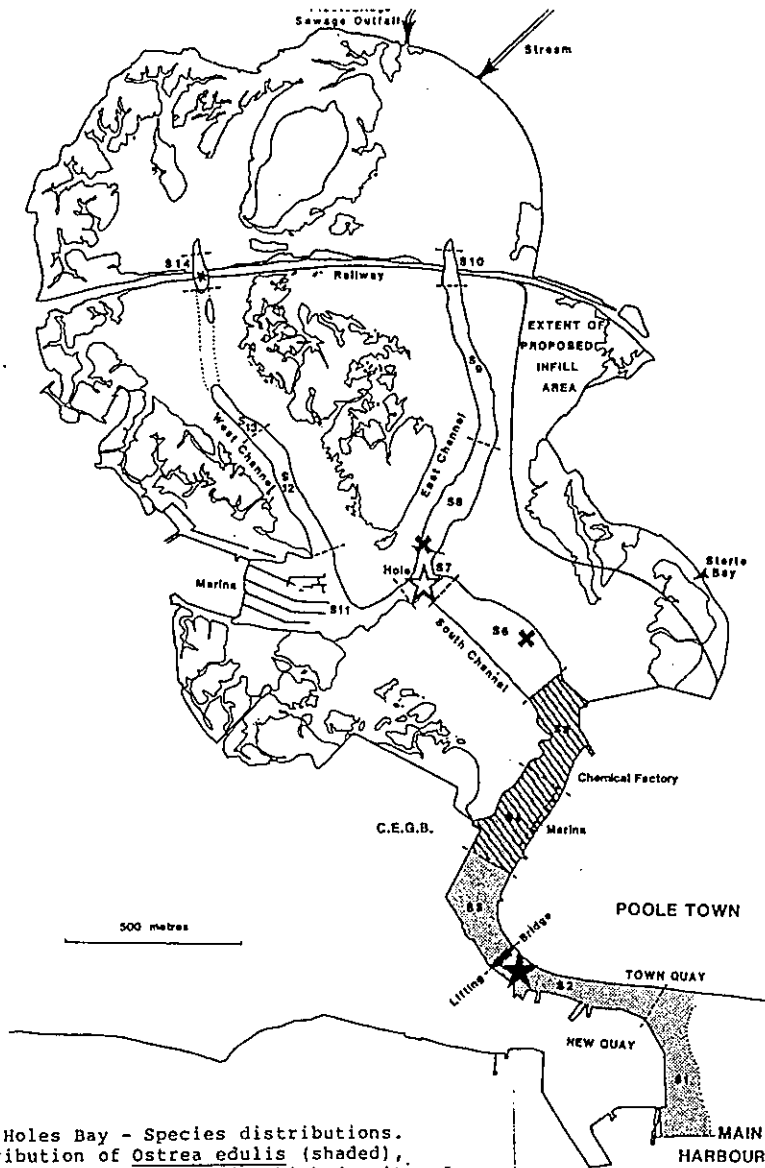 Sewage Outfall
Stream
S14
Railway
S10
EXTENT OF
PROPOSED
INFILL
AREA
S9
S13
West Channel
S12
East Channel
S8
Sterte
Bay
Hole
S7
Marina
S11
S6
South Channel
Chemical Factory
C.E.G.B.
Marina
S3
POOLE TOWN
500 metres
Lifting Bridge
S2
TOWN QUAY
NEW QUAY
S1
MAIN
HARBOUR
Holes Bay - Species distributions.
ribution of Ostrea edulis (shaded),